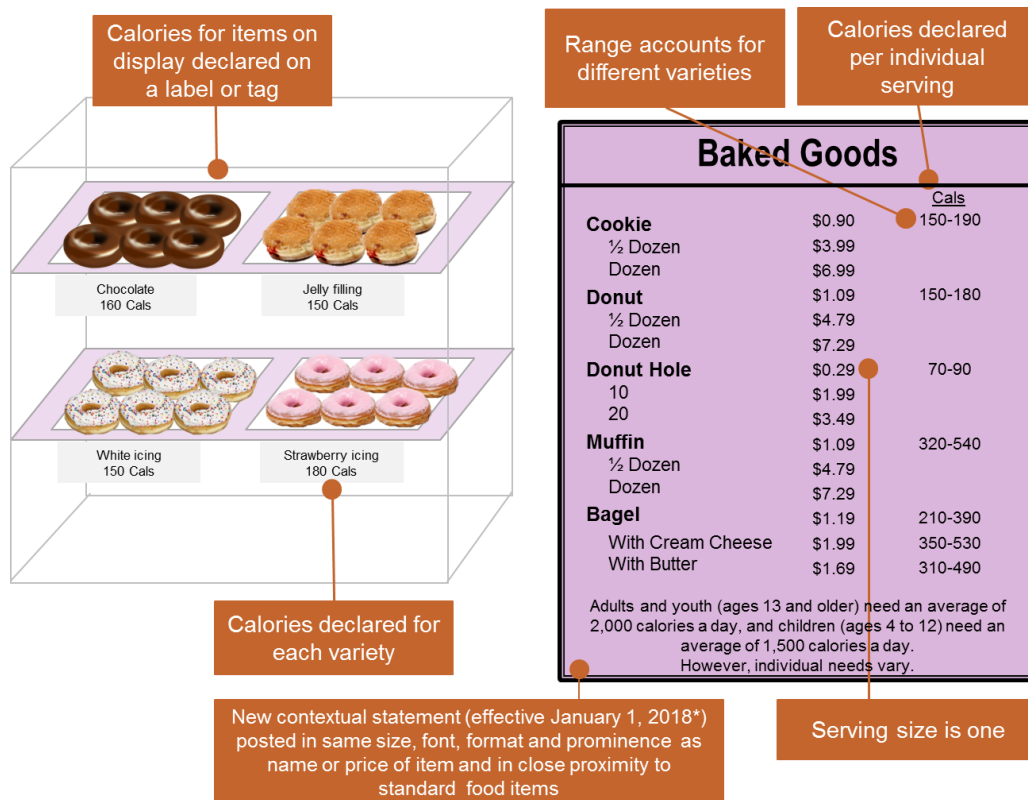 Calories for items on
display declared on
a label or tag
Range accounts for
different varieties
Calories declared
per individual
serving
Chocolate
160 Cals
Jelly filling
150 Cals
White icing
150 Cals
Strawberry icing
180 Cals
Calories declared for
each variety
Baked Goods
Cals
Cookie $0.90 150-190
½ Dozen $3.99
Dozen $6.99
Donut $1.09 150-180
½ Dozen $4.79
Dozen $7.29
Donut Hole $0.29 70-90
10 $1.99
20 $3.49
Muffin $1.09 320-540
½ Dozen $4.79
Dozen $7.29
Bagel $1.19 210-390
With Cream Cheese $1.99 350-530
With Butter $1.69 310-490
Adults and youth (ages 13 and older) need an average of
2,000 calories a day, and children (ages 4 to 12) need an
average of 1,500 calories a day.
However, individual needs vary.
New contextual statement (effective January 1, 2018*)
posted in same size, font, format and prominence as
name or price of item and in close proximity to
standard food items
Serving size is one